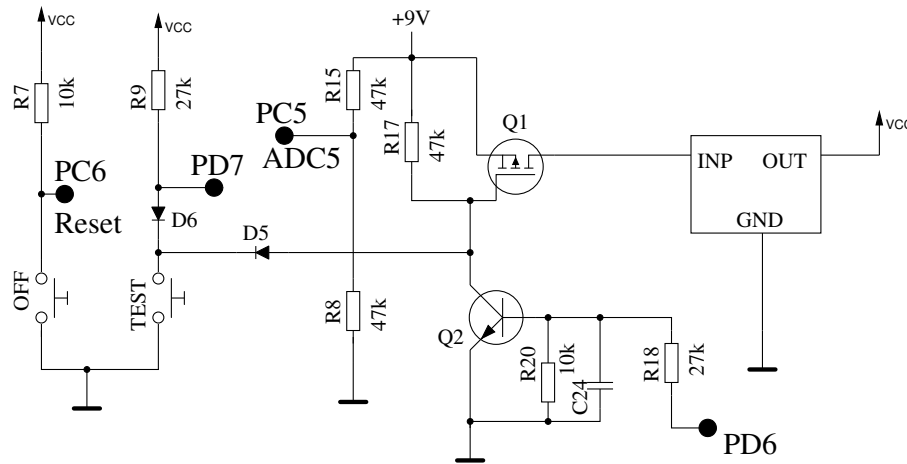 VCC
VCC
+9V
R7
10k
R9
27k
R15
47k
PC5
ADC5
R17
47k
Q1
VCC
INP
OUT
GND
PC6
Reset
PD7
D6
D5
OFF
TEST
R8
47k
Q2
R20
10k
C24
R18
27k
PD6